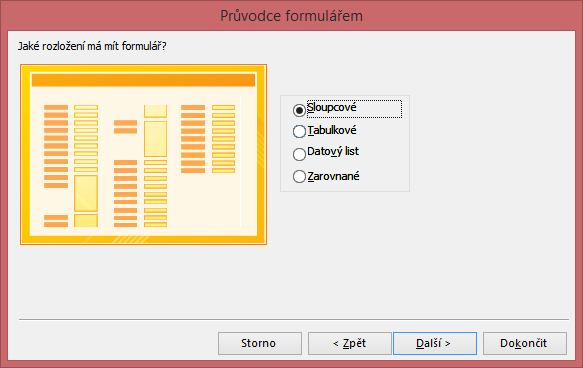 Průvodce formulářem
Jaké rozložení má mít formulář?
Sloupcové
Tabulkové
Datový list
Zarovnané
Storno
< Zpět
Další >
Dokončit